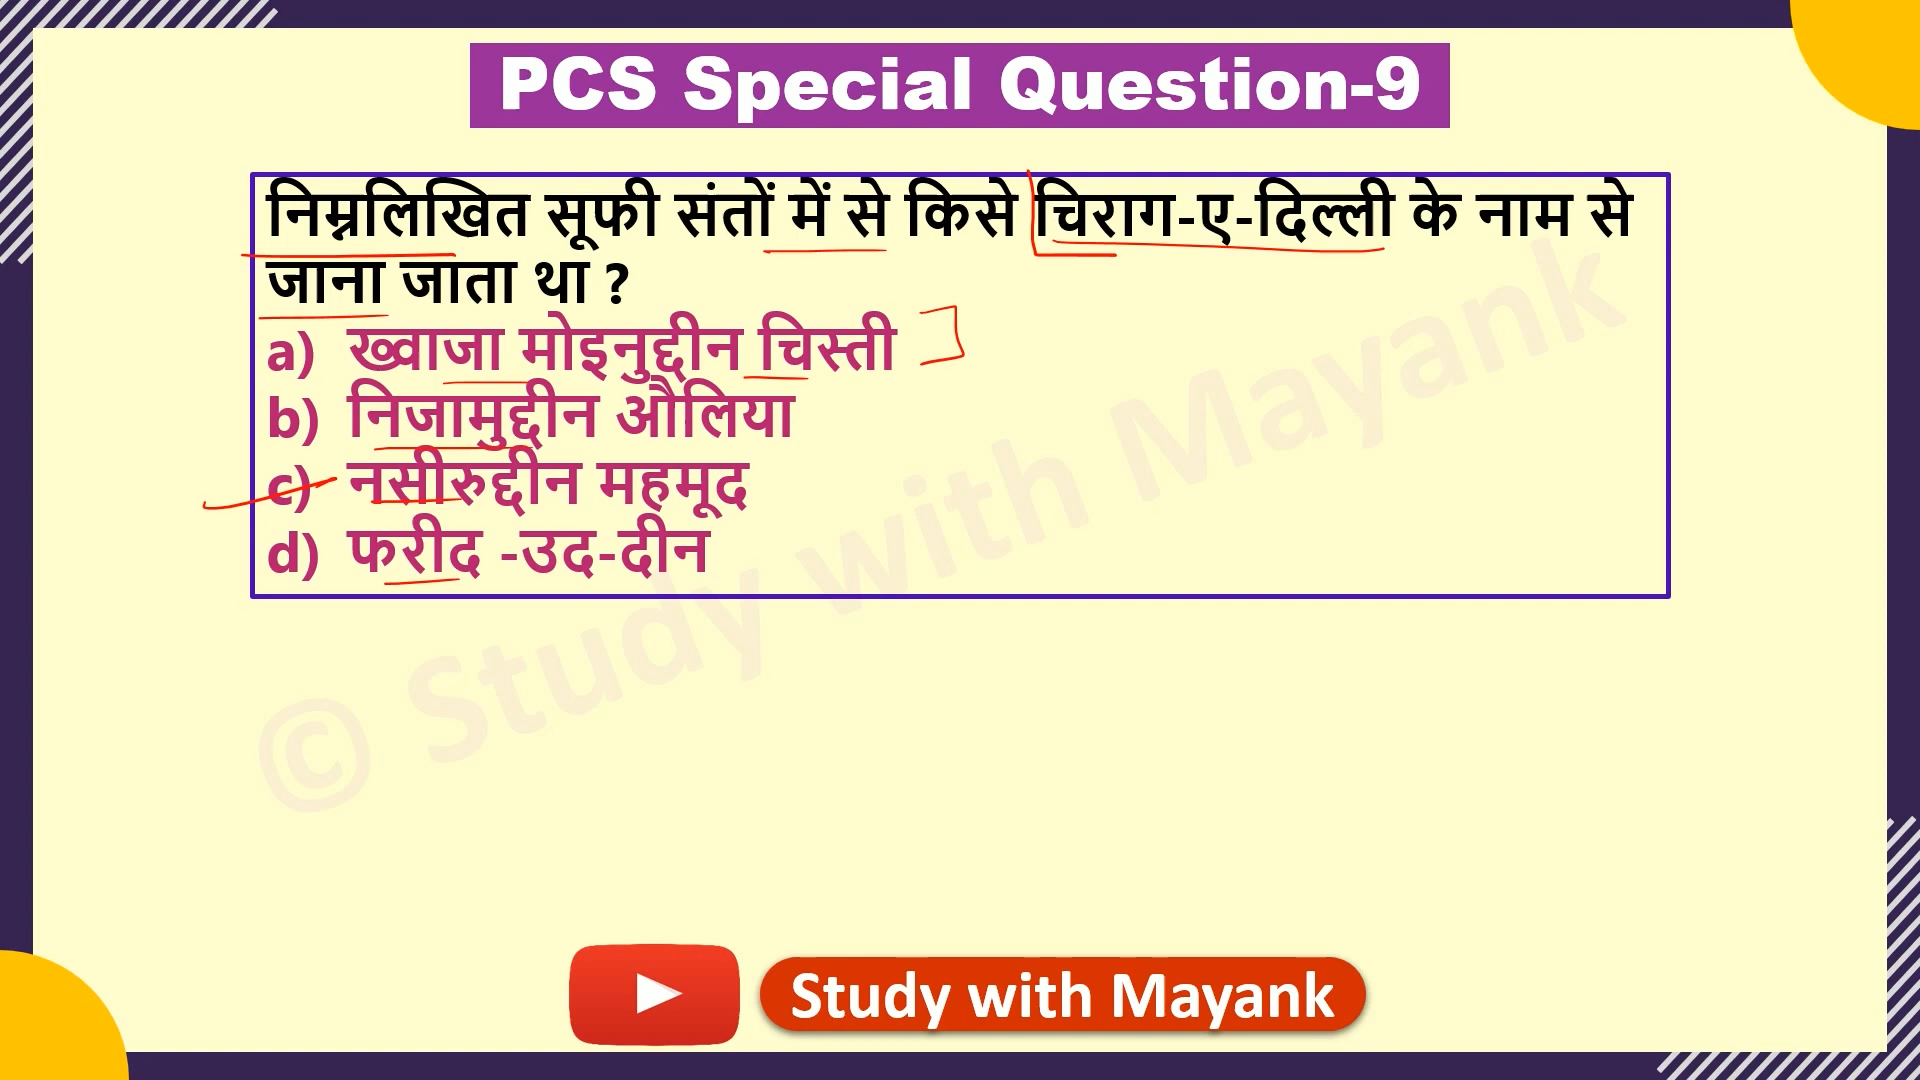 PCS Special Question-9
निम्नलिखित सूफी संतों में से किसे चिराग-ए-दिल्ली के नाम से
जाना जाता था ?
a) ख्वाजा मोइनुद्दीन चिस्ती
b) निजामुद्दीन औलिया
c) नसीरुद्दीन महमूद
d) फरीद -उद-दीन
© Study with Mayank
Study with Mayank